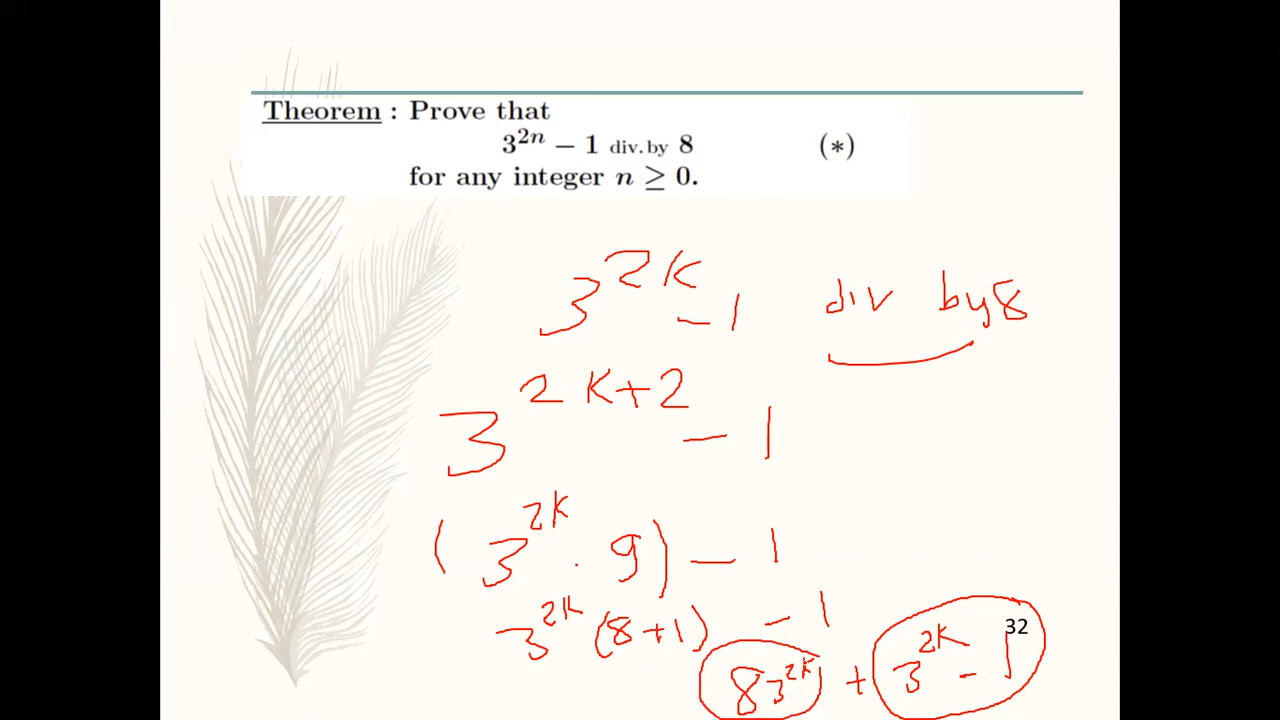 Theorem : Prove that
3^{2n} − 1 div.by 8 (∗)
for any integer n ≥ 0.
3^{2K} - 1 div by 8
3^{2K+2} - 1
(3^{2K} . 9) - 1
3^{2K} (8+1) - 1
8 3^{2K} + 3^{2K} - 1
32